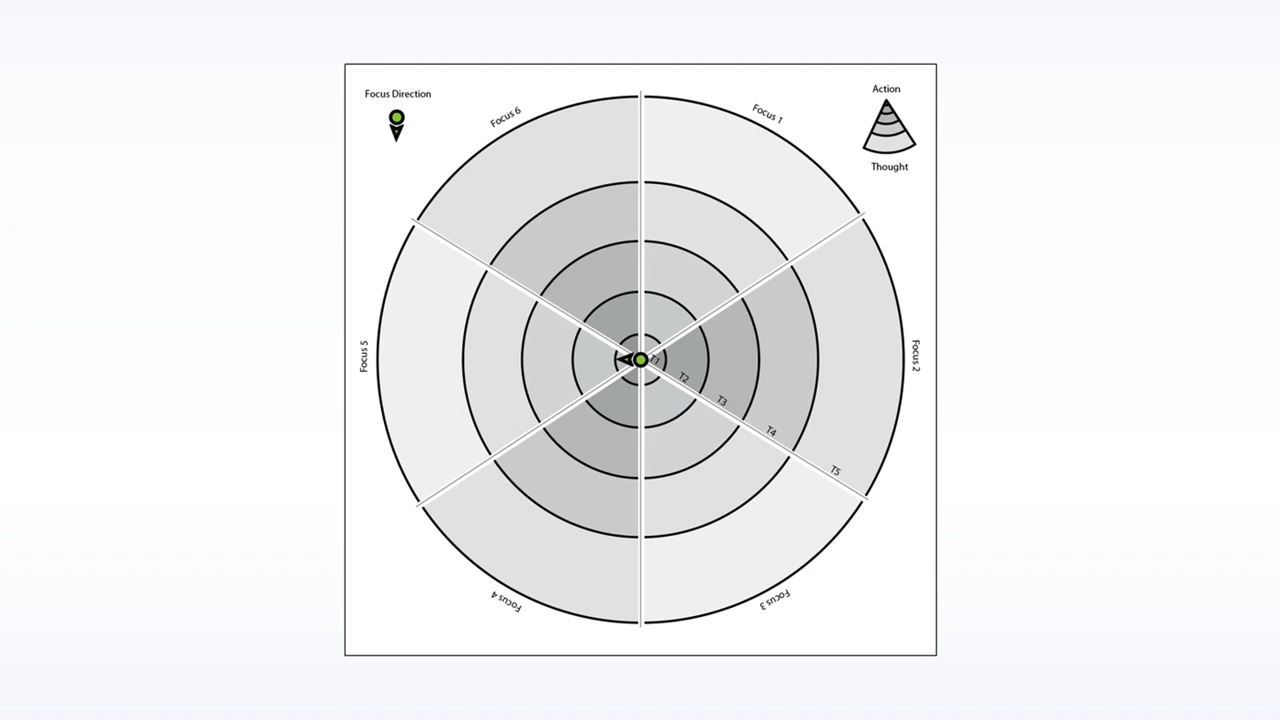 Focus Direction
Action
Thought
Focus 6
Focus 1
Focus 5
Focus 2
Focus 4
Focus 3
T1
T2
T3
T4
T5